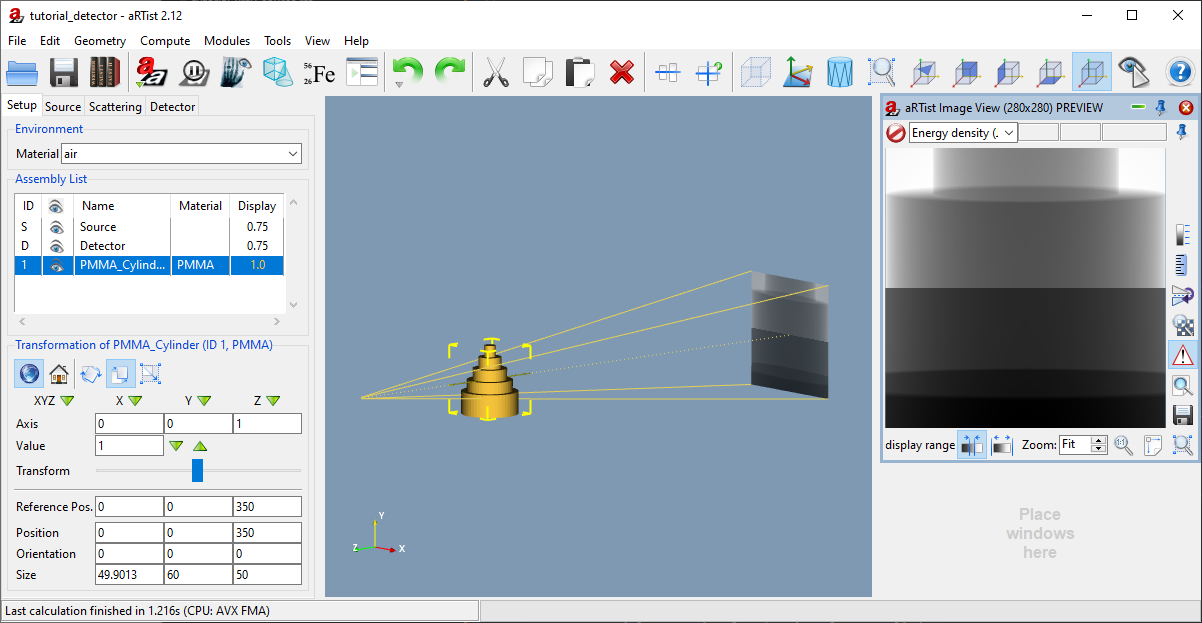 tutorial_detector - aRTist 2.12
File Edit Geometry Compute Modules Tools View Help
56 26 Fe
Setup Source Scattering Detector
Environment
Material air
Assembly List
ID Name Material Display
S Source 0.75
D Detector 0.75
1 PMMA_Cylind... PMMA 1.0
Transformation of PMMA_Cylinder (ID 1, PMMA)
XYZ X Y Z
Axis 0 0 1
Value 1
Transform
Reference Pos. 0 0 350
Position 0 0 350
Orientation 0 0 0
Size 49.9013 60 50
Y
Z X
aRTist Image View (280x280) PREVIEW
Energy density (.
display range Zoom: Fit 1:1
Place
windows
here
Last calculation finished in 1.216s (CPU: AVX FMA)